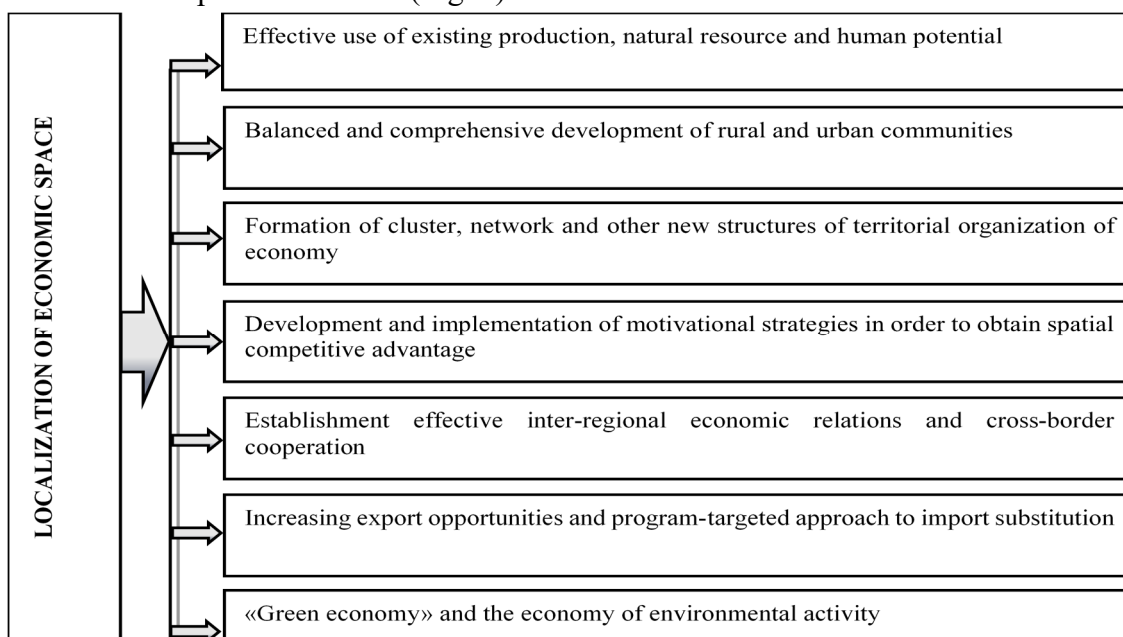 LOCALIZATION OF ECONOMIC SPACE
Effective use of existing production, natural resource and human potential
Balanced and comprehensive development of rural and urban communities
Formation of cluster, network and other new structures of territorial organization of
economy
Development and implementation of motivational strategies in order to obtain spatial
competitive advantage
Establishment effective inter-regional economic relations and cross-border
cooperation
Increasing export opportunities and program-targeted approach to import substitution
«Green economy» and the economy of environmental activity